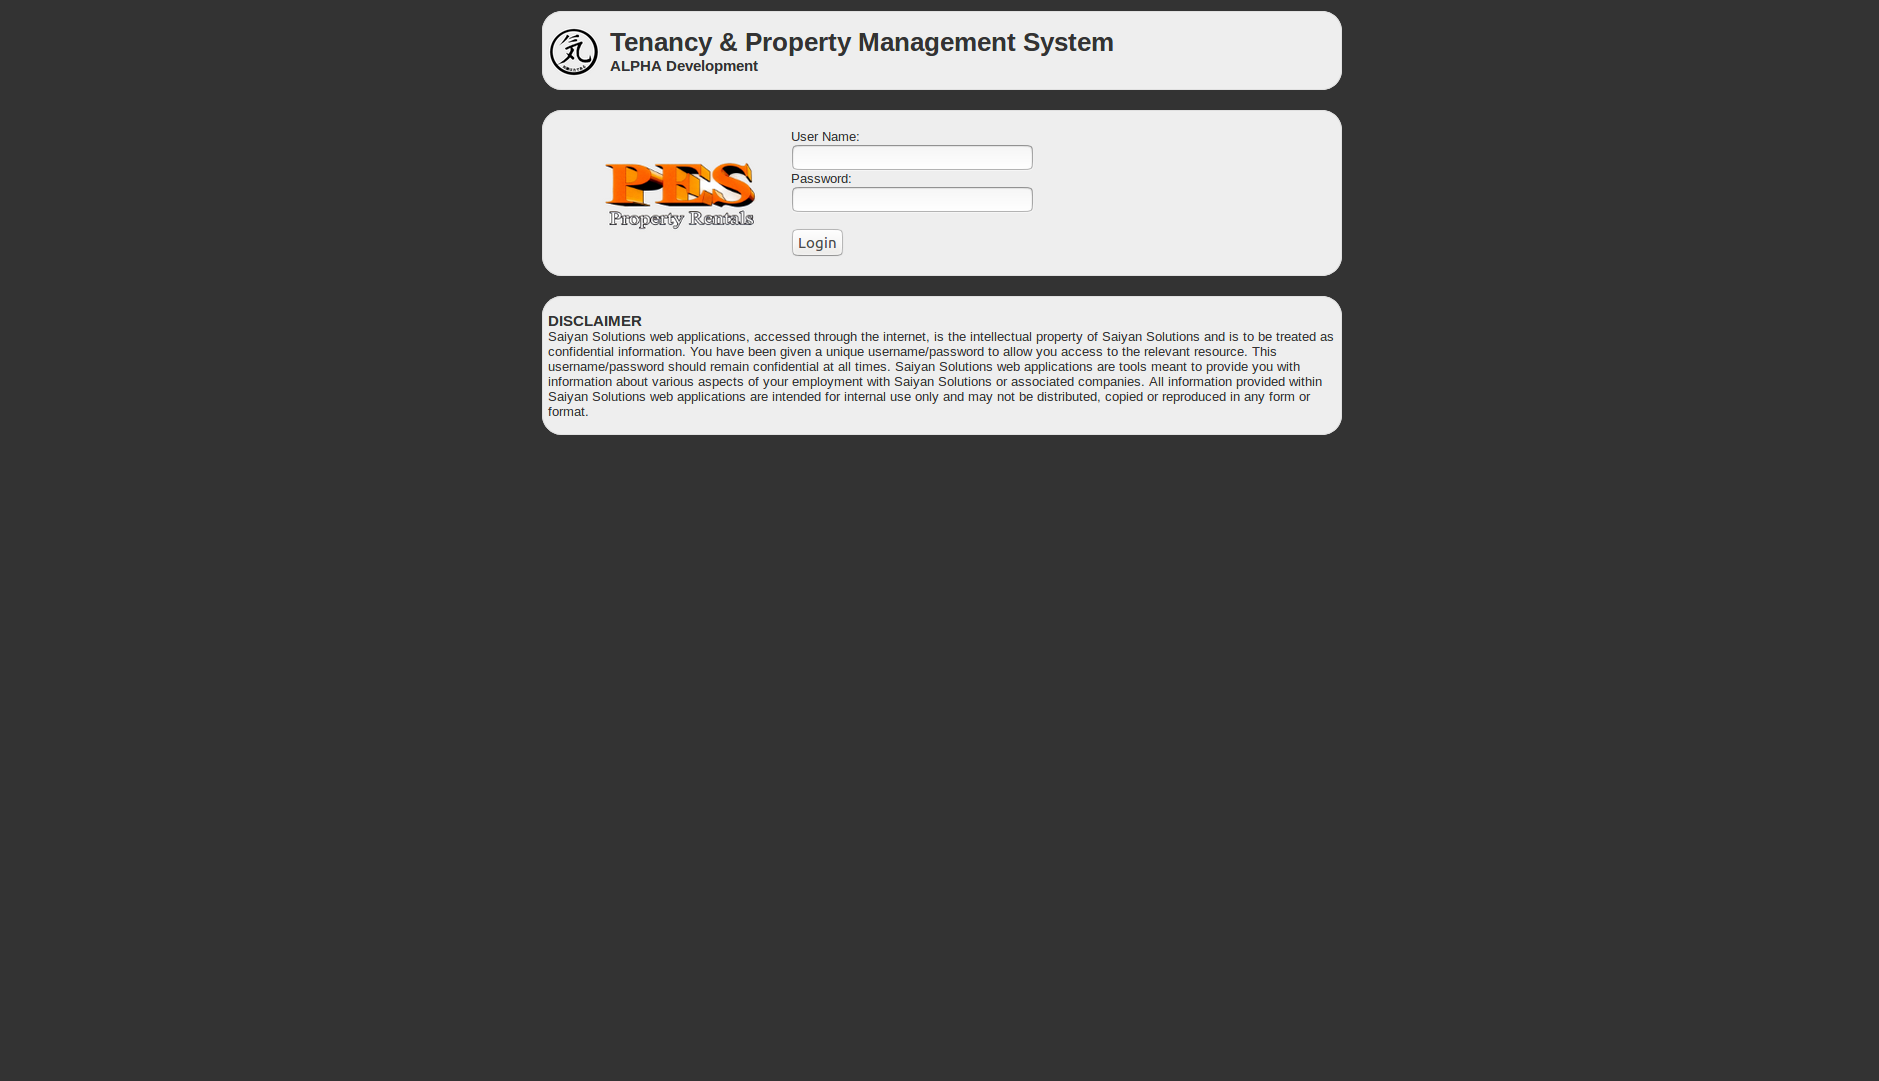 気
Tenancy & Property Management System
ALPHA Development
User Name:
PES
Property Rentals
Password:
Login
DISCLAIMER
Saiyan Solutions web applications, accessed through the internet, is the intellectual property of Saiyan Solutions and is to be treated as
confidential information. You have been given a unique username/password to allow you access to the relevant resource. This
username/password should remain confidential at all times. Saiyan Solutions web applications are tools meant to provide you with
information about various aspects of your employment with Saiyan Solutions or associated companies. All information provided within
Saiyan Solutions web applications are intended for internal use only and may not be distributed, copied or reproduced in any form or
format.